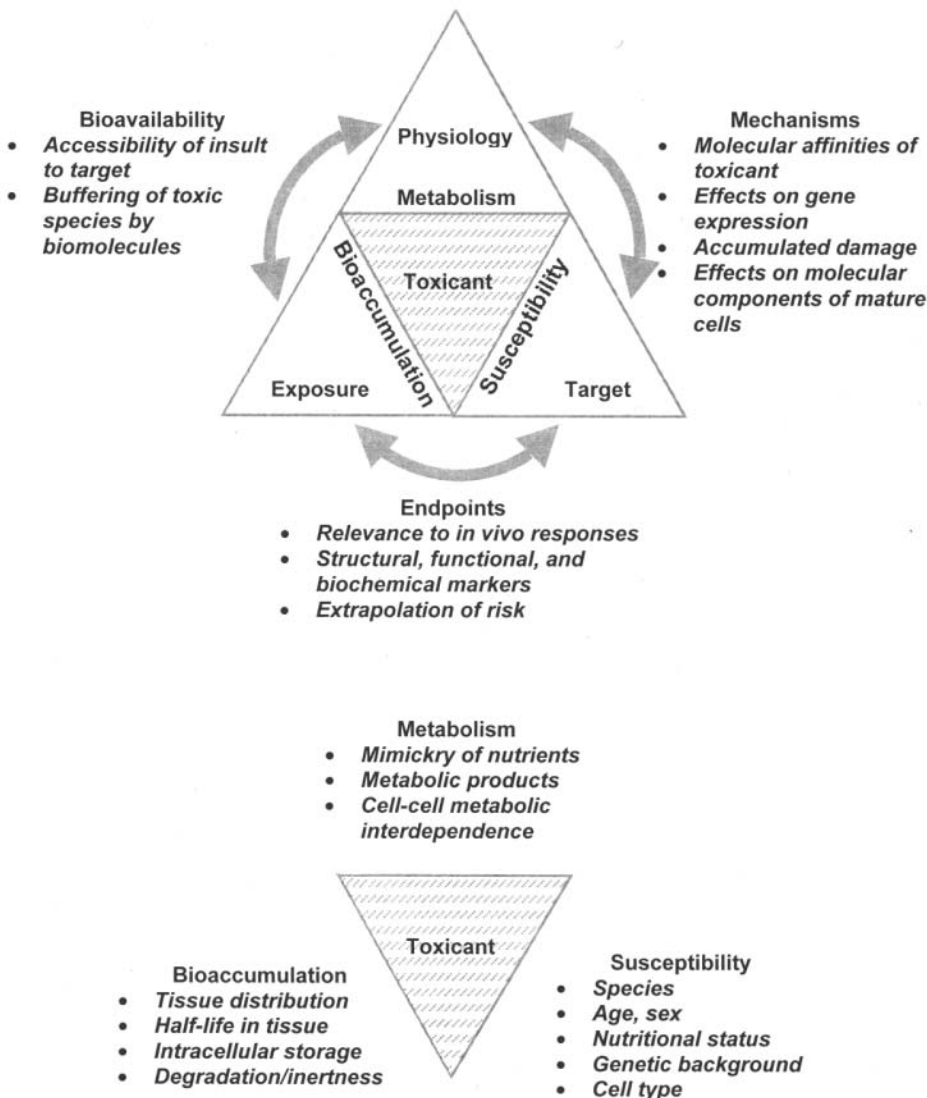 Bioavailability
• Accessibility of insult
to target
• Buffering of toxic
species by
biomolecules
Physiology
Metabolism
Mechanisms
• Molecular affinities of
toxicant
• Effects on gene
expression
• Accumulated damage
• Effects on molecular
components of mature
cells
Bioaccumulation
Toxicant
Susceptibility
Exposure
Target
Endpoints
• Relevance to in vivo responses
• Structural, functional, and
biochemical markers
• Extrapolation of risk
Metabolism
• Mimickry of nutrients
• Metabolic products
• Cell-cell metabolic
interdependence
Toxicant
Bioaccumulation
• Tissue distribution
• Half-life in tissue
• Intracellular storage
• Degradation/inertness
Susceptibility
• Species
• Age, sex
• Nutritional status
• Genetic background
• Cell type